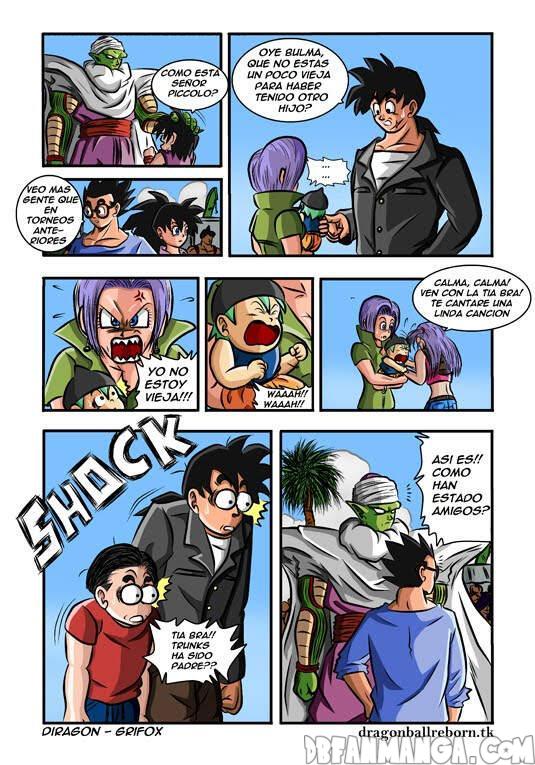 COMO ESTA
SEÑOR
PICCOLO?
OYE BULMA,
QUE NO ESTAS
UN POCO VIEJA
PARA HABER
TENIDO OTRO
HIJO?
...
...
VEO MAS
GENTE QUE
EN
TORNEOS
ANTE-
RIORES
YO NO
ESTOY
VIEJA!!!
WAAAH!!
WAAAH!!
CALMA, CALMA!
VEN CON LA TIA BRA!
TE CANTARE UNA
LINDA CANCION
SHOCK
TIA BRA!!
TRUNKS
HA SIDO
PADRE??
ASI ES!!
COMO
HAN
ESTADO
AMIGOS?
DIRAGON - GRIFOX
dragonballreborn.tk
DBFANMANGA.COM